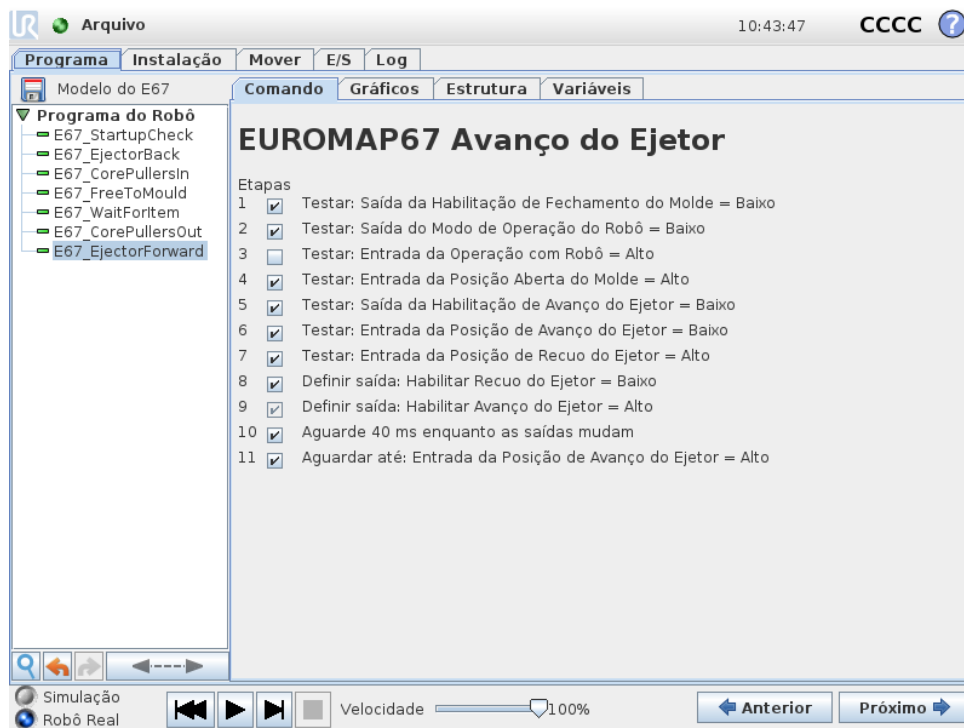 UR Arquivo 10:43:47 CCCC ?
Programa Instalação Mover E/S Log
Modelo do E67 Comando Gráficos Estrutura Variáveis
Programa do Robô
E67_StartupCheck
E67_EjectorBack
E67_CorePullersIn
E67_FreeToMould
E67_WaitForItem
E67_CorePullersOut
E67_EjectorForward
EUROMAP67 Avanço do Ejetor
Etapas
1 Testar: Saída da Habilitação de Fechamento do Molde = Baixo
2 Testar: Saída do Modo de Operação do Robô = Baixo
3 Testar: Entrada da Operação com Robô = Alto
4 Testar: Entrada da Posição Aberta do Molde = Alto
5 Testar: Saída da Habilitação de Avanço do Ejetor = Baixo
6 Testar: Entrada da Posição de Avanço do Ejetor = Baixo
7 Testar: Entrada da Posição de Recuo do Ejetor = Alto
8 Definir saída: Habilitar Recuo do Ejetor = Baixo
9 Definir saída: Habilitar Avanço do Ejetor = Alto
10 Aguarde 40 ms enquanto as saídas mudam
11 Aguardar até: Entrada da Posição de Avanço do Ejetor = Alto
Simulação
Robô Real
Velocidade 100%
Anterior Próximo